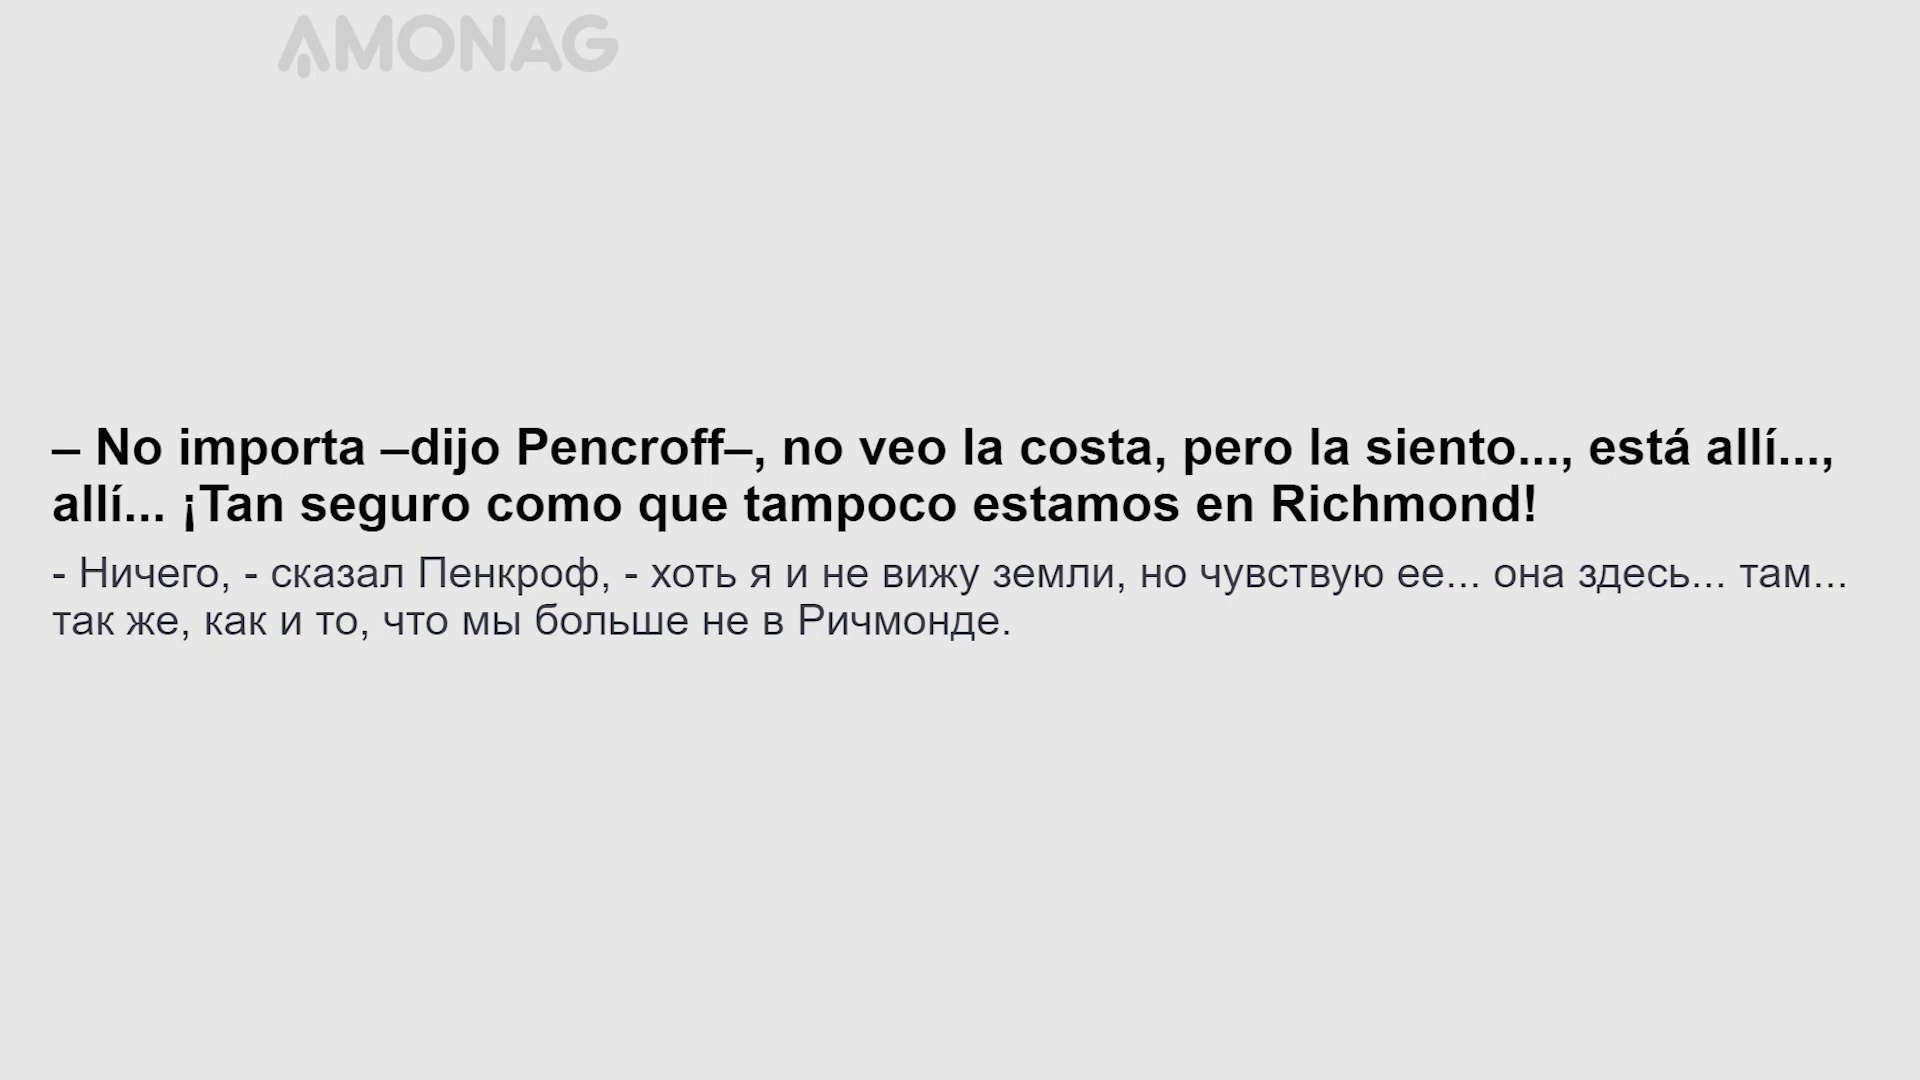 AMONAG
– No importa –dijo Pencroff–, no veo la costa, pero la siento..., está allí...,
allí... ¡Tan seguro como que tampoco estamos en Richmond!
- Ничего, - сказал Пенкроф, - хоть я и не вижу земли, но чувствую ее... она здесь... там...
так же, как и то, что мы больше не в Ричмонде.